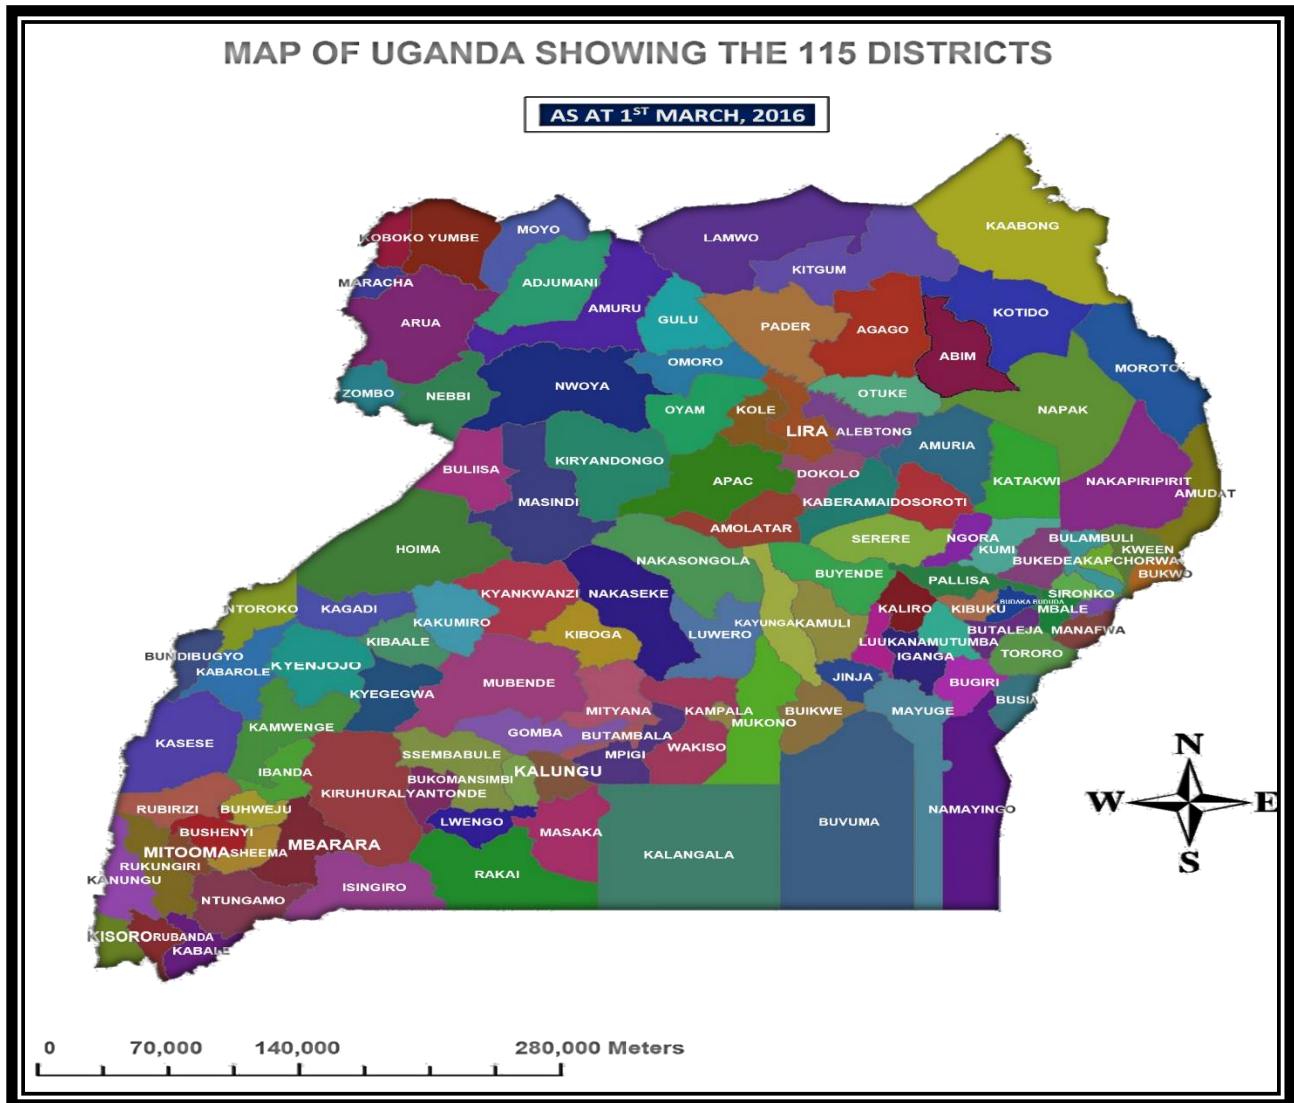 MAP OF UGANDA SHOWING THE 115 DISTRICTS
AS AT 1ST MARCH, 2016
KAABONG
KOBOKO YUMBE
MOYO
LAMWO
KITGUM
MARACHA
ADJUMANI
AMURU
GULU
PADER
AGAGO
KOTIDO
ARUA
ABIM
OMORO
MOROTO
ZOMBO
NEBBI
NWOYA
OYAM
KOLE
OTUKE
NAPAK
LIRA
ALEBTONG
AMURIA
BULIISA
KIRYANDONGO
DOKOLO
MASINDI
APAC
KABERAMAIDO
SOROTI
KATAKWI
NAKAPIRIPIRIT
AMUDAT
AMOLATAR
HOIMA
SERERE
NGORA
BULAMBULI
NAKASONGOLA
KUMI
KWEEN
BUKEDEA
KAPCHORWA
BUYENDE
PALLISA
BUKWO
NTOROKO
KAGADI
KYANKWANZI
NAKASEKE
SIRONKO
KAKUMIRO
KALIRO
KIBUKU
BUDAKA
BUDUDA
MBALE
KIBAALE
KIBOGA
LUWERO
KAYUNGA
KAMULI
BUTALEJA
MANAFWA
BUNDIBUGYO
KABAROLE
KYENJOJO
LUUKA
NAMUTUMBA
IGANGA
TORORO
KYEGEGWA
MUBENDE
JINJA
BUGIRI
BUSIA
MITYANA
KAMPALA
MUKONO
BUIKWE
MAYUGE
KASESE
KAMWENGE
GOMBA
BUTAMBALA
WAKISO
SSEMBABULE
MPIGI
IBANDA
BUKOMANSIMBI
KALUNGU
KIRUHURA
LYANTONDE
RUBIRIZI
BUHWEJU
NAMAYINGO
LWENGO
BUVUMA
BUSHENYI
MASAKA
MITOOMA
SHEEMA
MBARARA
KALANGALA
RUKUNGIRI
KANUNGU
RAKAI
ISINGIRO
NTUNGAMO
KISORO
RUBANDA
KABALE
N
W
E
S
0 70,000 140,000 280,000 Meters